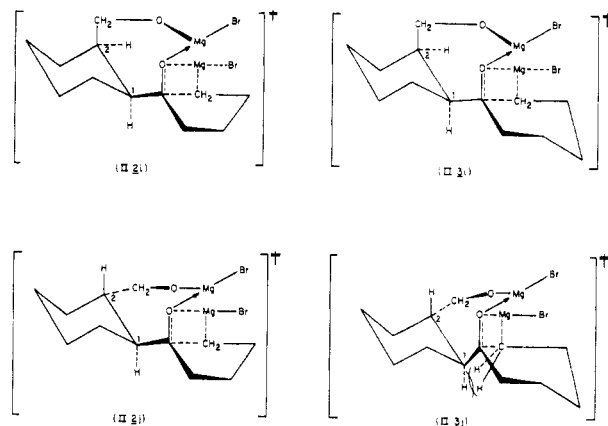 CH₂ O Br
Mg
2 H
O Mg Br
1
CH₂
H
(II 2i)
CH₂ O Br
Mg
2 H
O Mg Br
1
CH₂
H
(II 3i)
H Br
CH₂ O Mg
2
O Mg Br
1
CH₂
H
(II 2j)
Br
H
O Mg
CH₂
2
O Mg Br
1 C
H H
H H
(II 3j)